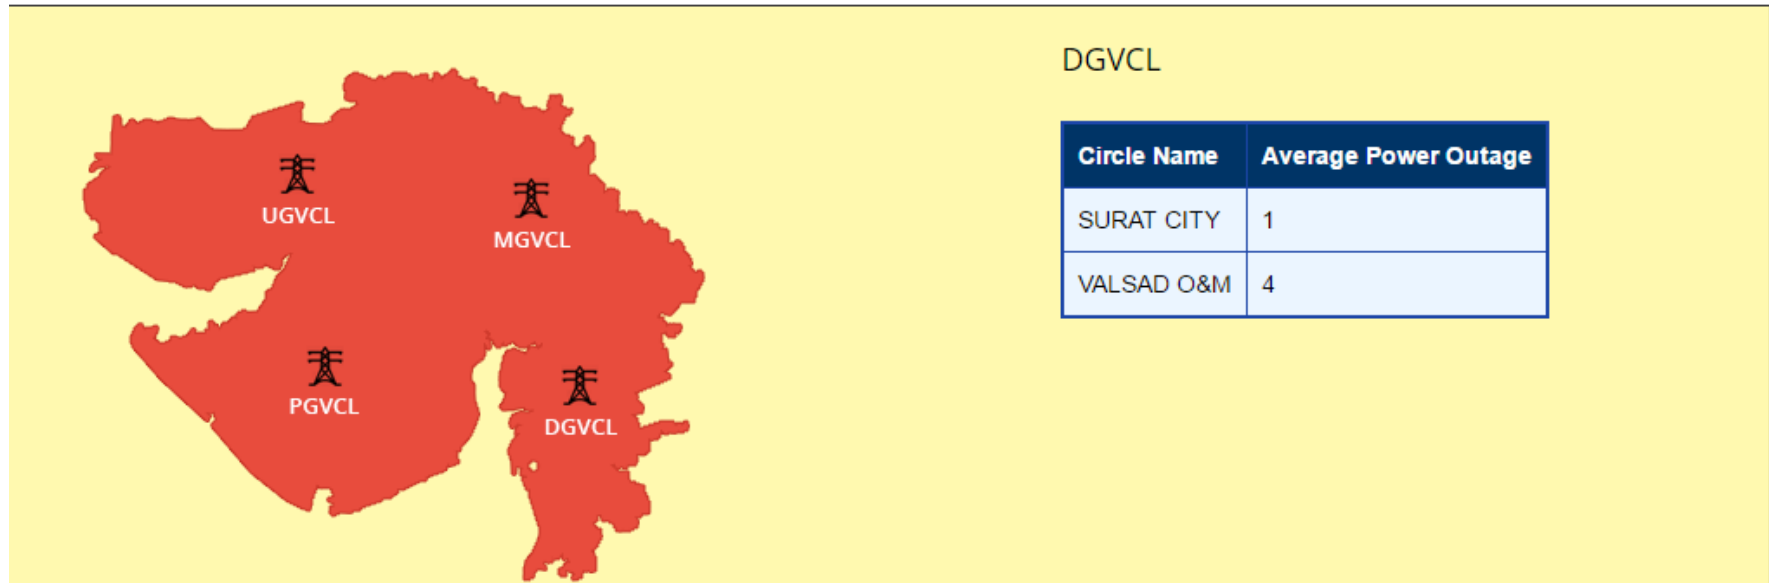 UGVCL
MGVCL
PGVCL
DGVCL
DGVCL
Circle Name Average Power Outage
SURAT CITY 1
VALSAD O&M 4